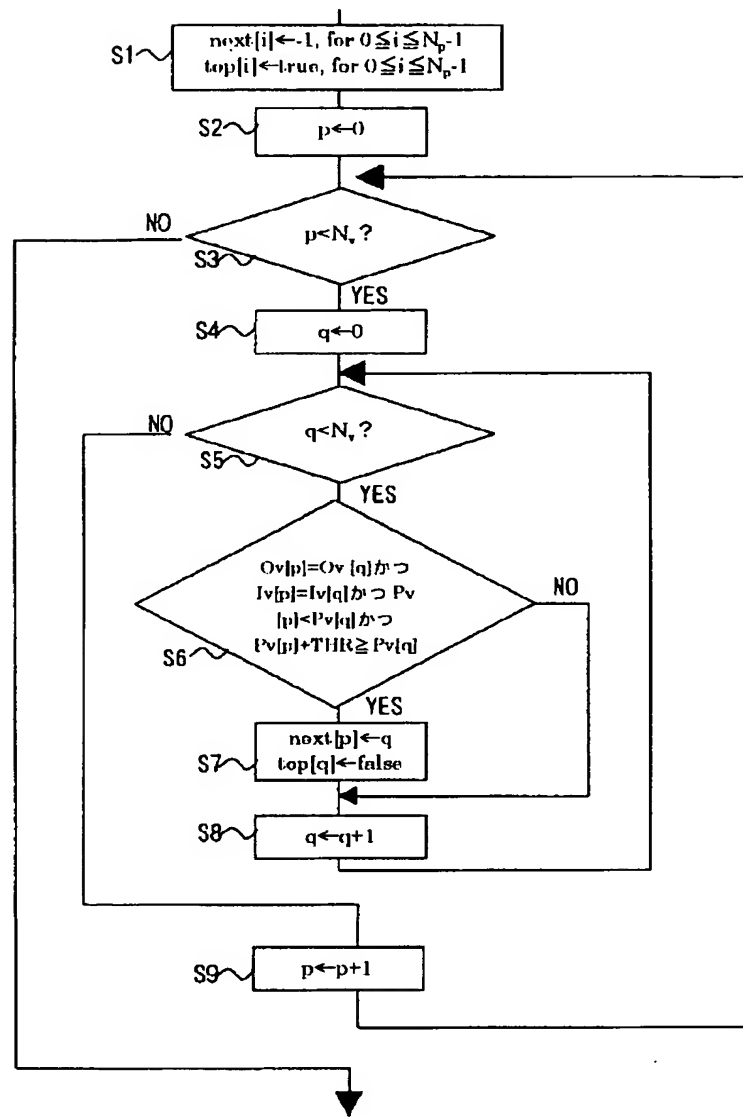 S1
next[i]←-1, for 0≦i≦Np-1
top[i]←true, for 0≦i≦Np-1
S2
p←0
NO
p<Nv?
S3
YES
S4
q←0
NO
q<Nv?
S5
YES
Ov[p]=Ov[q]かつ
Iv[p]=Iv[q]かつ Pv
[p]<Pv[q]かつ
Pv[p]+THR≧Pv[q]
NO
S6
YES
next[p]←q
top[q]←false
S7
S8
q←q+1
S9
p←p+1